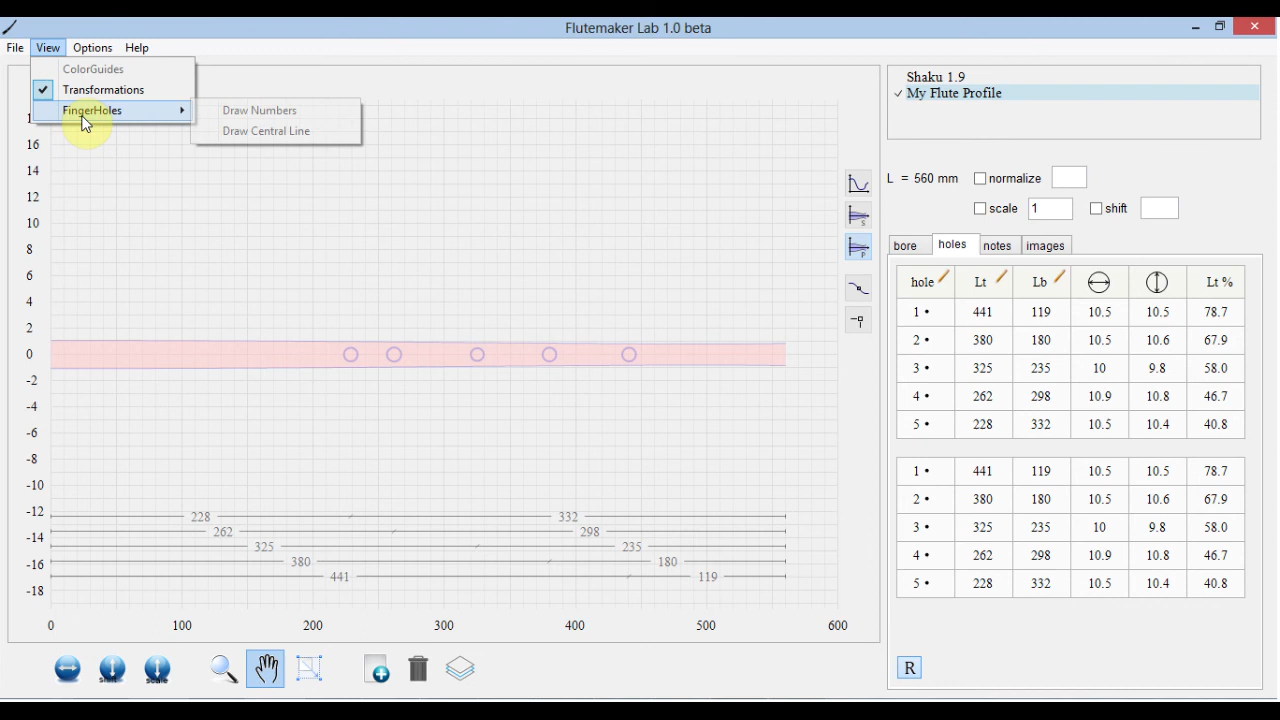 Flutemaker Lab 1.0 beta
File View Options Help
ColorGuides
Transformations
FingerHoles
Draw Numbers
Draw Central Line
16
14
12
10
8
6
4
2
0
-2
-4
-6
-8
-10
-12
-14
-16
-18
228 332
262 298
325 235
380 180
441 119
0 100 200 300 400 500 600
shift scale
Shaku 1.9
My Flute Profile
L = 560 mm normalize
scale 1 shift
bore holes notes images
hole Lt Lb Lt %
1 • 441 119 10.5 10.5 78.7
2 • 380 180 10.5 10.6 67.9
3 • 325 235 10 9.8 58.0
4 • 262 298 10.9 10.8 46.7
5 • 228 332 10.5 10.4 40.8
1 • 441 119 10.5 10.5 78.7
2 • 380 180 10.5 10.6 67.9
3 • 325 235 10 9.8 58.0
4 • 262 298 10.9 10.8 46.7
5 • 228 332 10.5 10.4 40.8
R
S
P